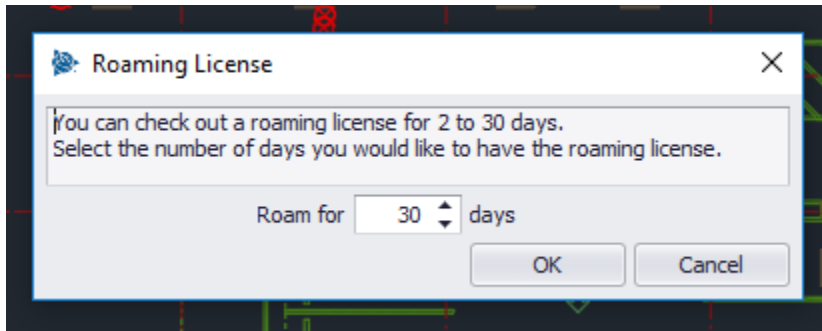 Roaming License
You can check out a roaming license for 2 to 30 days.
Select the number of days you would like to have the roaming license.
Roam for 30 days
OK Cancel